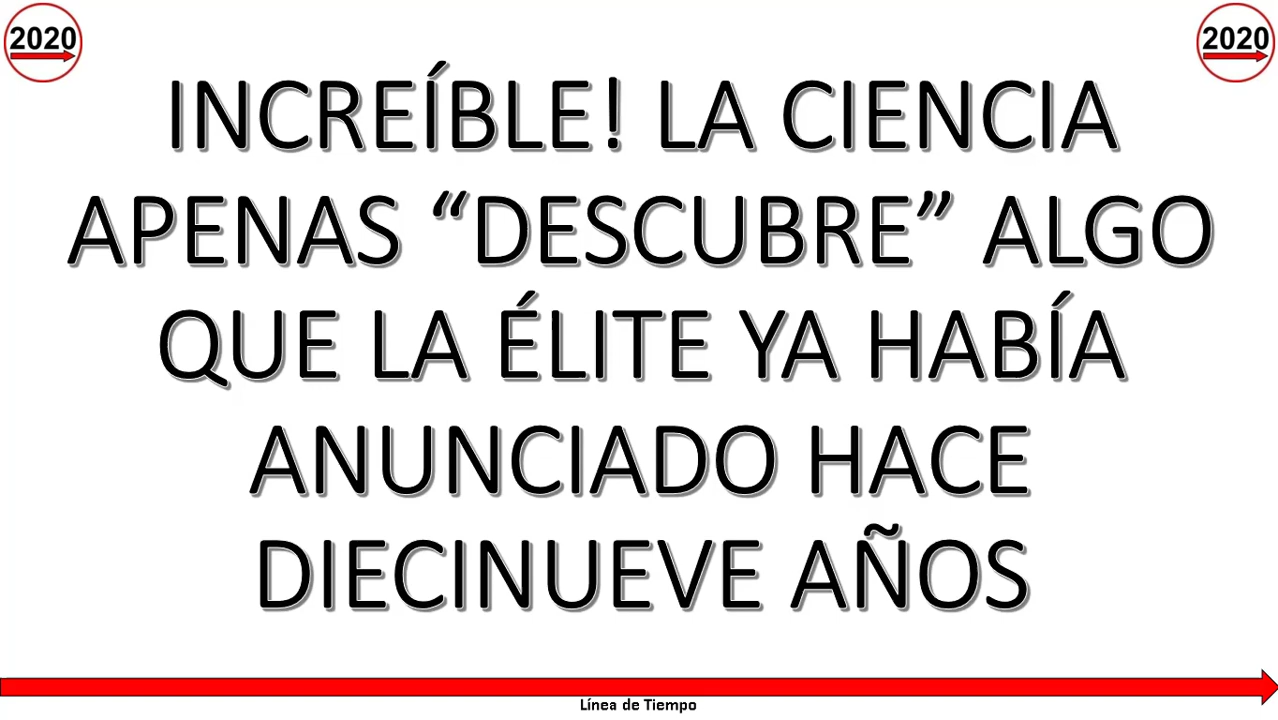 2020
2020
INCREÍBLE! LA CIENCIA
APENAS “DESCUBRE” ALGO
QUE LA ÉLITE YA HABÍA
ANUNCIADO HACE
DIECINUEVE AÑOS
Línea de Tiempo